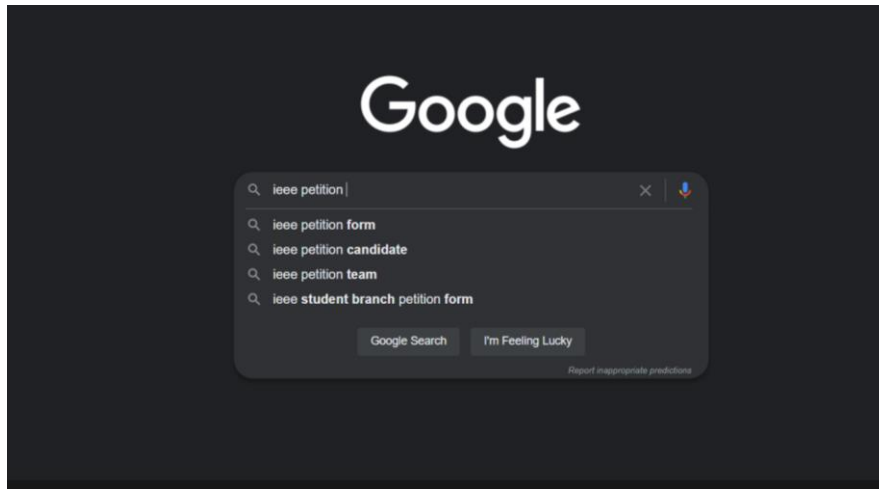 Google
ieee petition
ieee petition form
ieee petition candidate
ieee petition team
ieee student branch petition form
Google Search I'm Feeling Lucky
Report inappropriate predictions